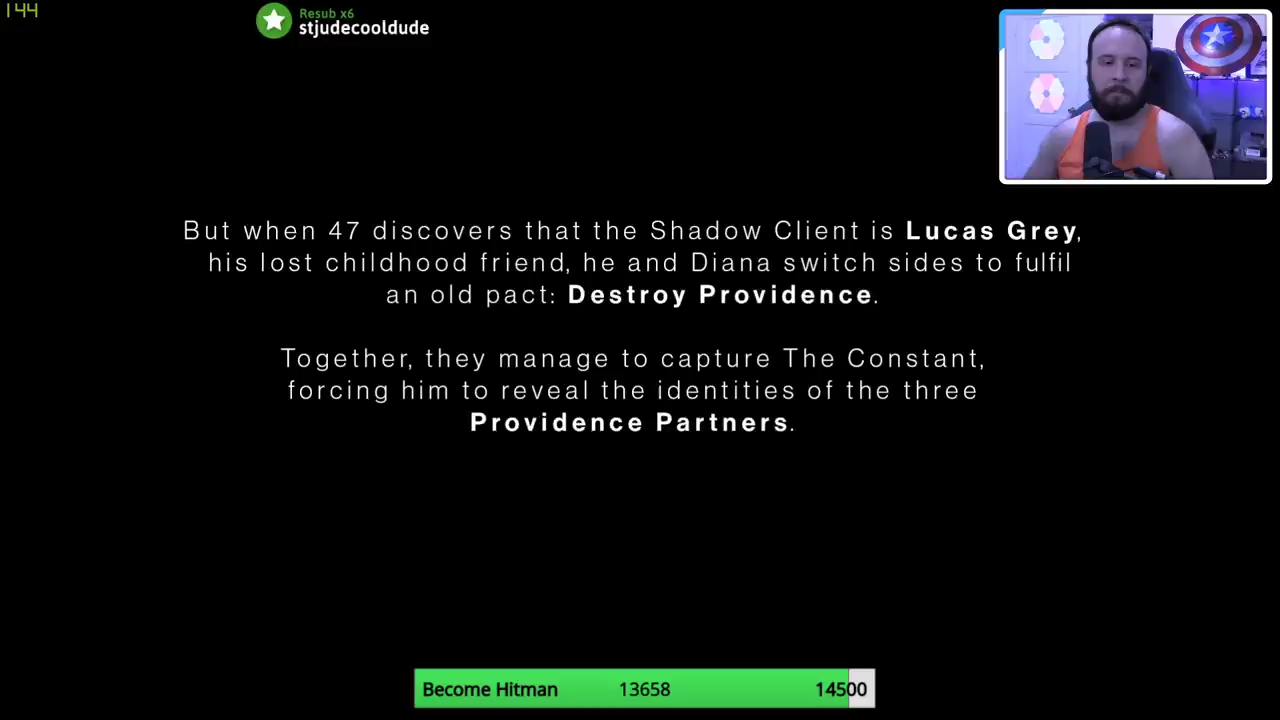 144
Resub x6
stjudecooldude
But when 47 discovers that the Shadow Client is Lucas Grey,
his lost childhood friend, he and Diana switch sides to fulfil
an old pact: Destroy Providence.
Together, they manage to capture The Constant,
forcing him to reveal the identities of the three
Providence Partners.
Become Hitman 13658 14500